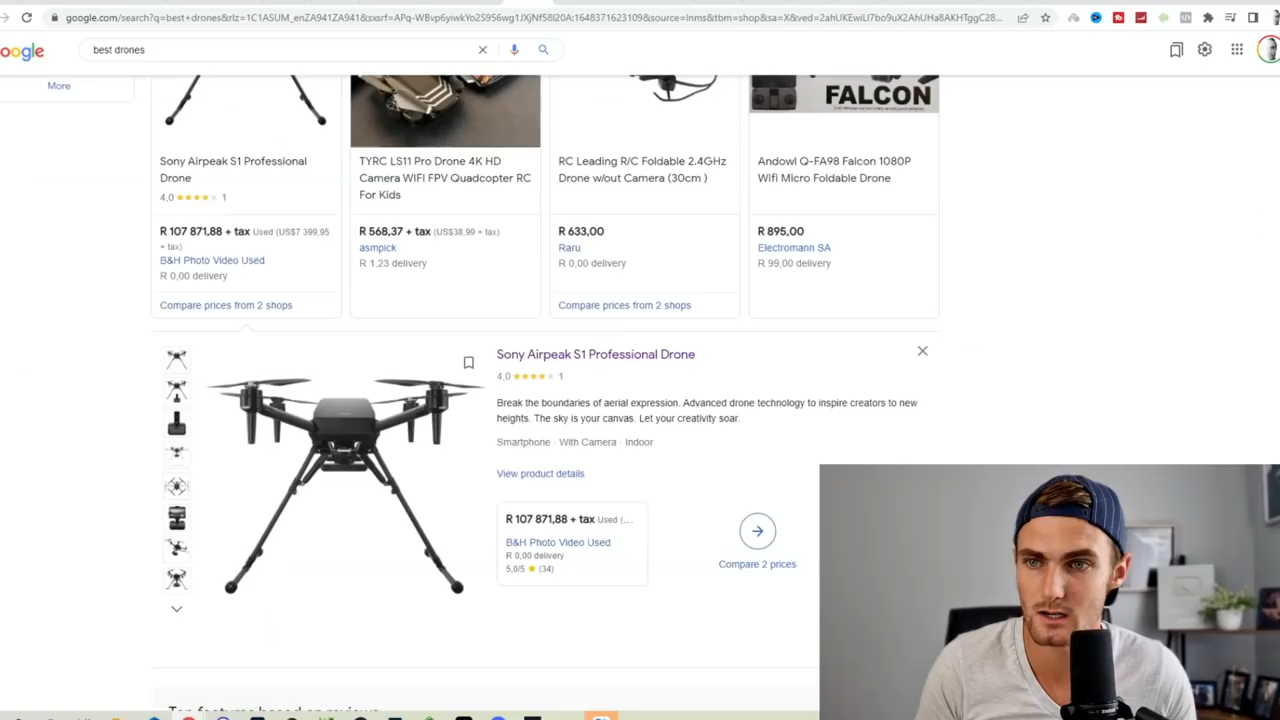 google.com/search?q=best+drones&rlz=1C1ASUM_enZA941ZA941&sxsrf=APq-WBvp6yiwkYo2S956wg1JXjNf58I20A:1648371623109&source=lnms&tbm=shop&sa=X&ved=2ahUKEwiLl7bo9uX2AhUHa8AKHTggC28...
oogle
best drones
More
FALCON
Sony Airpeak S1 Professional
Drone
4,0 1
R 107 871,88 + tax Used (US$7 399,95
+ tax)
B&H Photo Video Used
R 0,00 delivery
Compare prices from 2 shops
TYRC LS11 Pro Drone 4K HD
Camera WIFI FPV Quadcopter RC
For Kids
R 568,37 + tax (US$38.99 + tax)
asmpick
R 1,23 delivery
RC Leading R/C Foldable 2.4GHz
Drone w/out Camera (30cm )
R 633,00
Raru
R 0,00 delivery
Compare prices from 2 shops
Andowl Q-FA98 Falcon 1080P
Wifi Micro Foldable Drone
R 895,00
Electromann SA
R 99,00 delivery
Sony Airpeak S1 Professional Drone
4,0 1
Break the boundaries of aerial expression. Advanced drone technology to inspire creators to new
heights. The sky is your canvas. Let your creativity soar.
Smartphone · With Camera · Indoor
View product details
R 107 871,88 + tax Used (...
B&H Photo Video Used
R 0,00 delivery
5,0/5 (34)
Compare 2 prices
Top features based on reviews